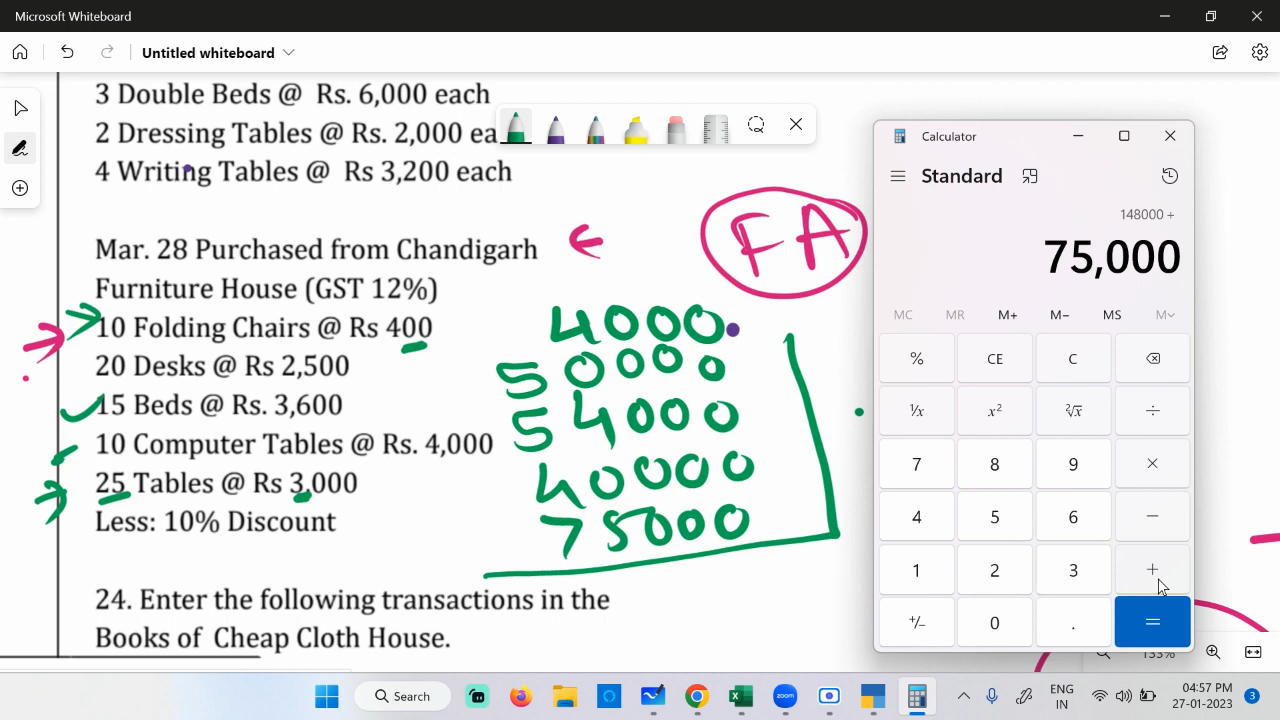 Microsoft Whiteboard
Untitled whiteboard
3 Double Beds @ Rs. 6,000 each
2 Dressing Tables @ Rs. 2,000 ea
4 Writing Tables @ Rs 3,200 each
Mar. 28 Purchased from Chandigarh
Furniture House (GST 12%)
10 Folding Chairs @ Rs 400
20 Desks @ Rs 2,500
15 Beds @ Rs. 3,600
10 Computer Tables @ Rs. 4,000
25 Tables @ Rs 3,000
Less: 10% Discount
24. Enter the following transactions in the
Books of Cheap Cloth House.
FA
4000
50000
54000
40000
75000
Calculator
Standard
148000 +
75,000
MC MR M+ M− MS M˅
% CE C
¹/x x² ²√x ÷
7 8 9 ×
4 5 6 −
1 2 3 +
+/− 0 . =
133%
Search
zoom
ENG
IN
04:57 PM
27-01-2023
3